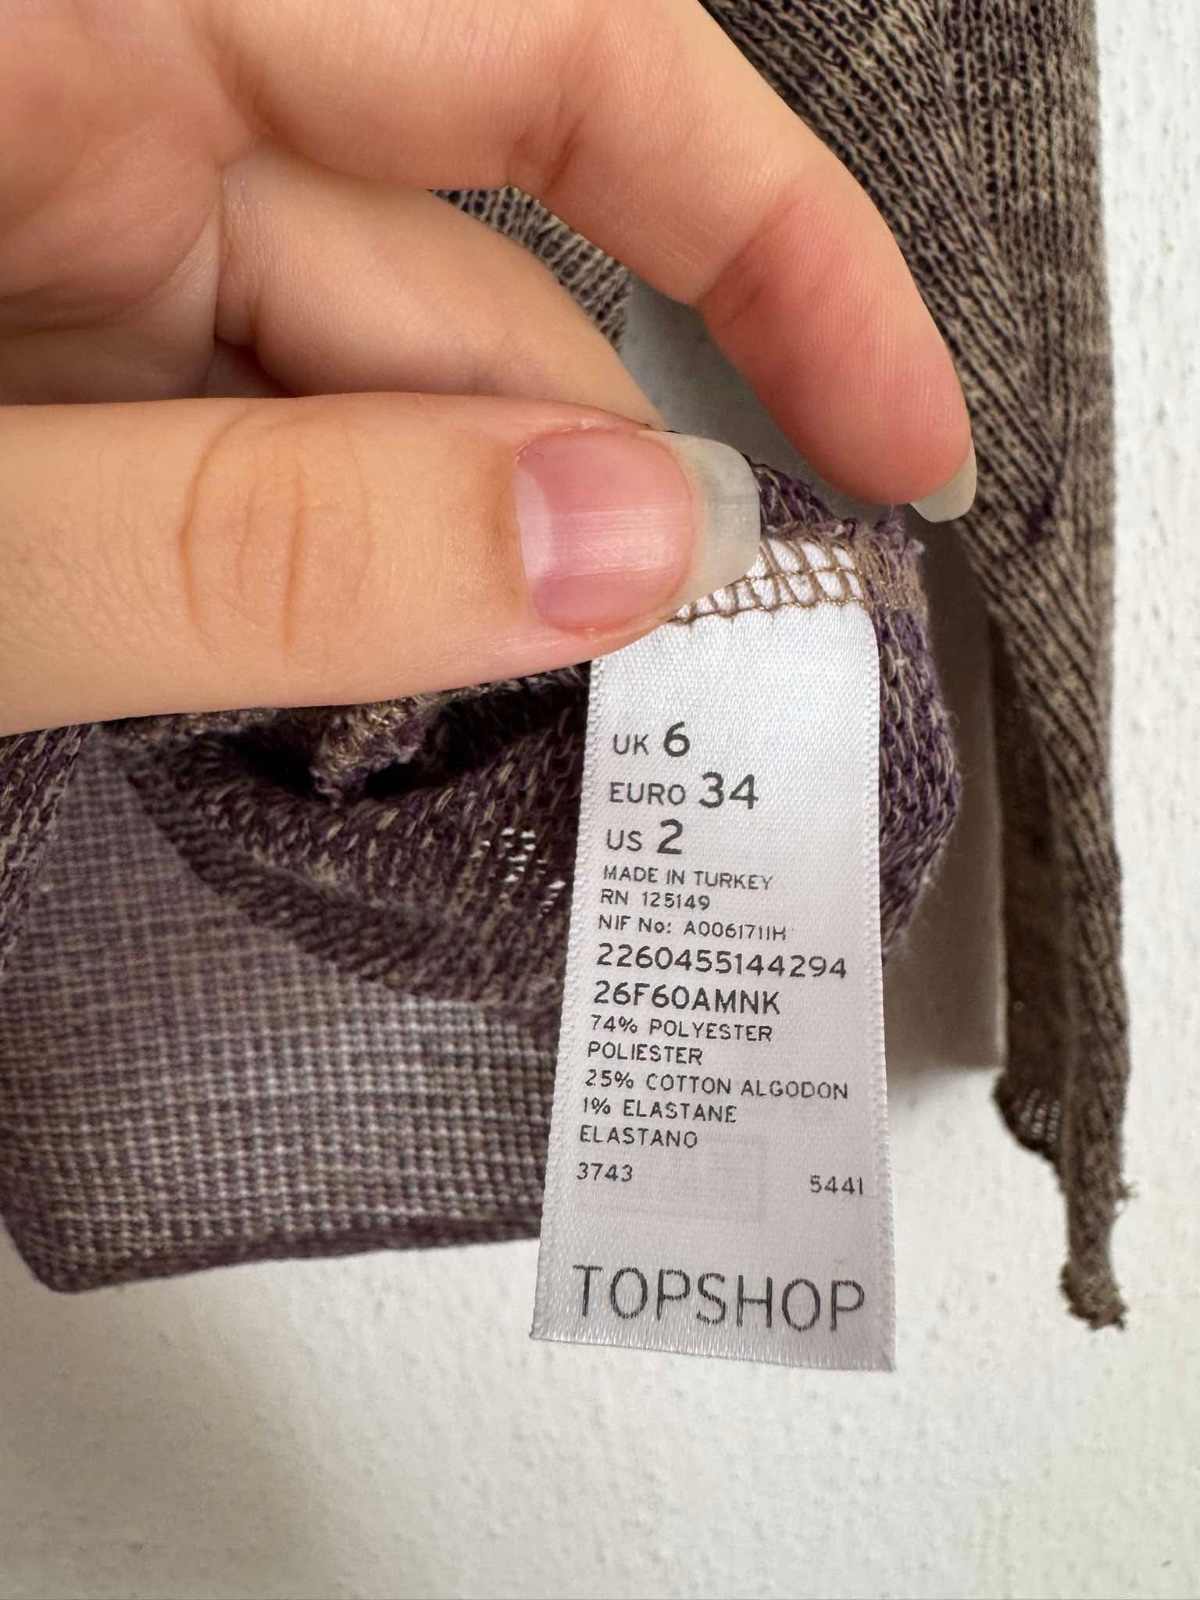 UK 6
EURO 34
US 2
MADE IN TURKEY
RN 125149
NIF No: A0061711H
2260455144294
26F60AMNK
74% POLYESTER
POLIESTER
25% COTTON ALGODON
1% ELASTANE
ELASTANO
3743 5441
TOPSHOP